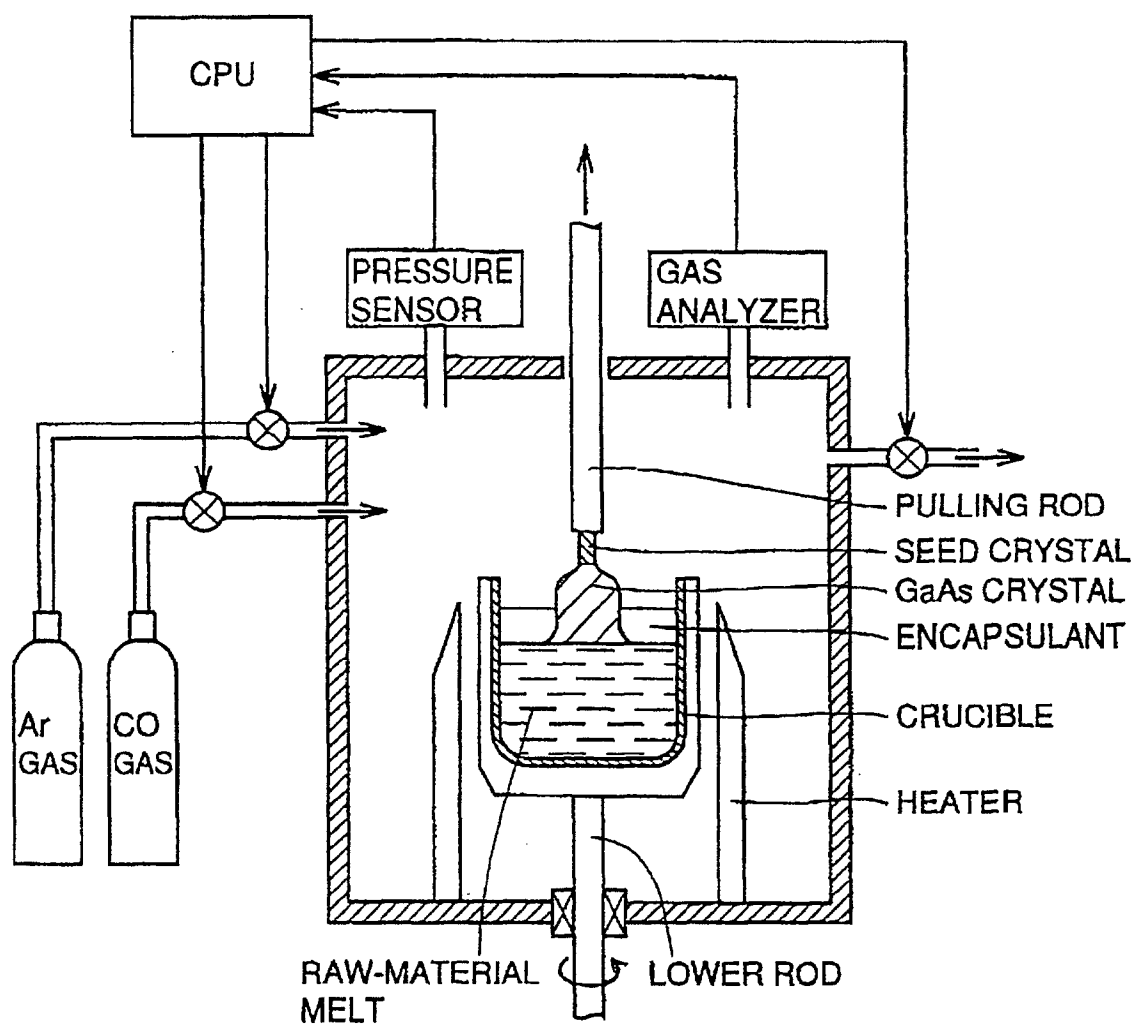 CPU
PRESSURE
SENSOR
GAS
ANALYZER
PULLING ROD
SEED CRYSTAL
GaAs CRYSTAL
ENCAPSULANT
CRUCIBLE
HEATER
Ar
GAS
CO
GAS
RAW-MATERIAL
MELT
LOWER ROD